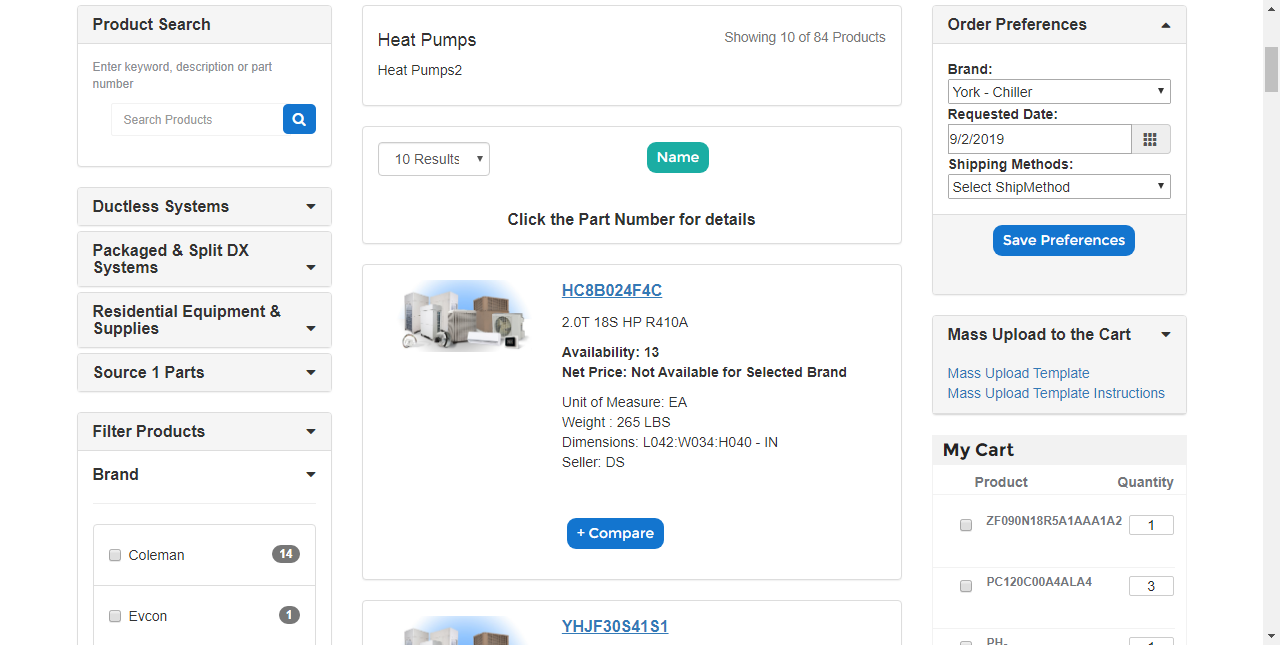 Product Search
Enter keyword, description or part
number
Search Products
Ductless Systems
Packaged & Split DX
Systems
Residential Equipment &
Supplies
Source 1 Parts
Filter Products
Brand
Coleman 14
Evcon 1
Heat Pumps
Showing 10 of 84 Products
Heat Pumps2
10 Results
Name
Click the Part Number for details
HC8B024F4C
2.0T 18S HP R410A
Availability: 13
Net Price: Not Available for Selected Brand
Unit of Measure: EA
Weight : 265 LBS
Dimensions: L042:W034:H040 - IN
Seller: DS
+ Compare
YHJF30S41S1
Order Preferences
Brand:
York - Chiller
Requested Date:
9/2/2019
Shipping Methods:
Select ShipMethod
Save Preferences
Mass Upload to the Cart
Mass Upload Template
Mass Upload Template Instructions
My Cart
Product Quantity
ZF090N18R5A1AAA1A2 1
PC120C00A4ALA4 3
PH-